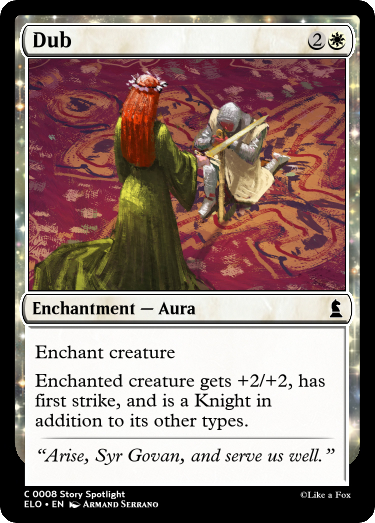 Dub
2
Enchantment — Aura
Enchant creature
Enchanted creature gets +2/+2, has
first strike, and is a Knight in
addition to its other types.
“Arise, Syr Govan, and serve us well.”
C 0008 Story Spotlight
ELO • EN Armand Serrano
©Like a Fox